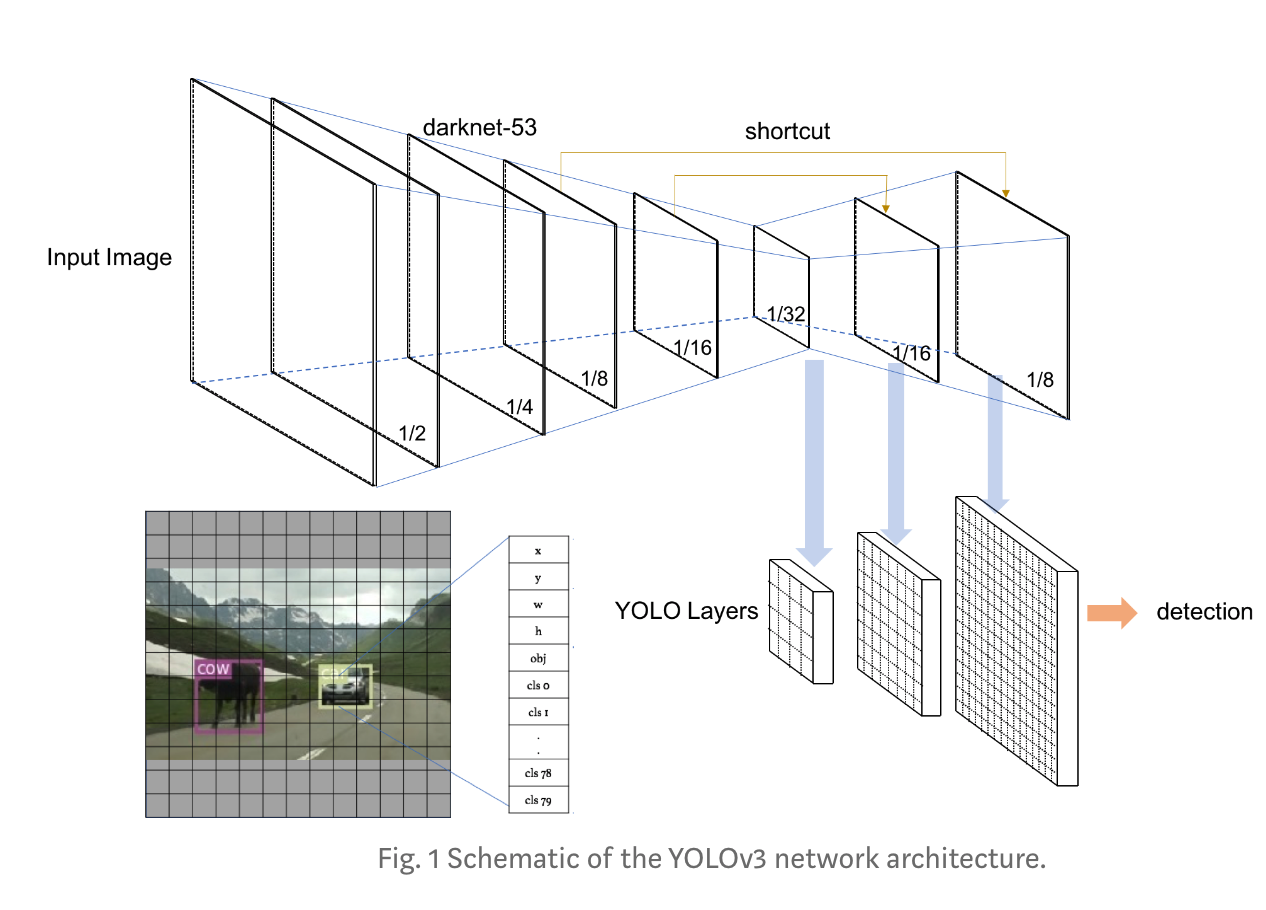 darknet-53
shortcut
Input Image
1/2
1/4
1/8
1/16
1/32
1/16
1/8
cow
car
x
y
w
h
obj
cls 0
cls 1
.
.
cls 78
cls 79
YOLO Layers
detection
Fig. 1 Schematic of the YOLOv3 network architecture.